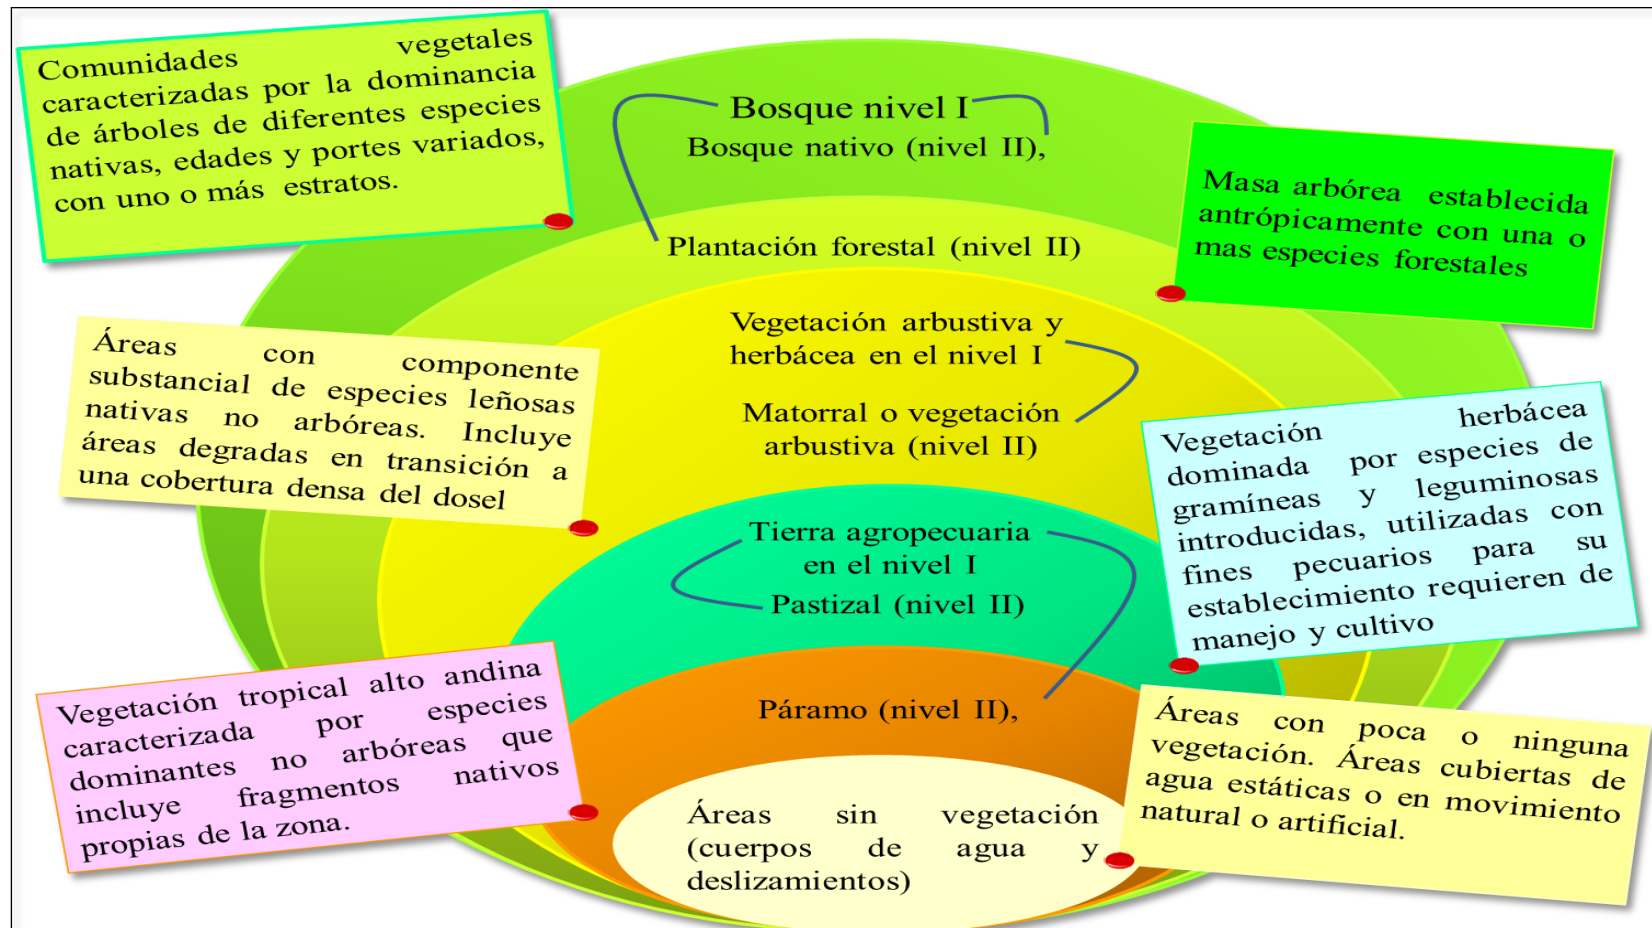 Comunidades vegetales
caracterizadas por la dominancia
de árboles de diferentes especies
nativas, edades y portes variados,
con uno o más estratos.
Bosque nivel I
Bosque nativo (nivel II),
Masa arbórea establecida
antrópicamente con una o
mas especies forestales
Plantación forestal (nivel II)
Áreas con componente
substancial de especies leñosas
nativas no arbóreas. Incluye
áreas degradas en transición a
una cobertura densa del dosel
Vegetación arbustiva y
herbácea en el nivel I
Matorral o vegetación
arbustiva (nivel II)
Vegetación herbácea
dominada por especies de
gramíneas y leguminosas
introducidas, utilizadas con
fines pecuarios para su
establecimiento requieren de
manejo y cultivo
Tierra agropecuaria
en el nivel I
Pastizal (nivel II)
Vegetación tropical alto andina
caracterizada por especies
dominantes no arbóreas que
incluye fragmentos nativos
propias de la zona.
Páramo (nivel II),
Áreas con poca o ninguna
vegetación. Áreas cubiertas de
agua estáticas o en movimiento
natural o artificial.
Áreas sin vegetación
(cuerpos de agua y
deslizamientos)